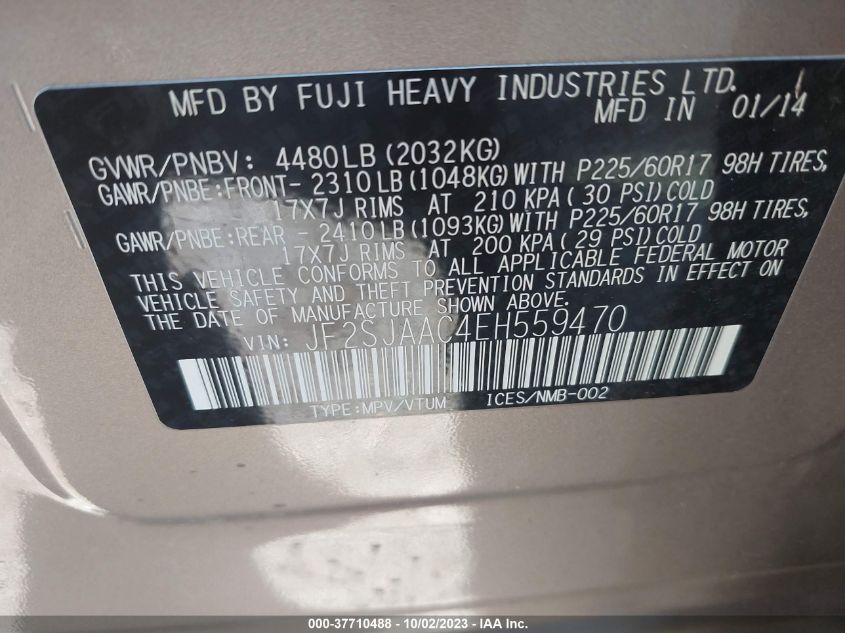 MFD BY FUJI HEAVY INDUSTRIES LTD.
MFD IN 01/14
GVWR/PNBV: 4480LB(2032KG)
GAWR/PNBE:FRONT- 2310LB(1048KG)WITH P225/60R17 98H TIRES,
17X7J RIMS AT 210 KPA(30 PSI)COLD
GAWR/PNBE:REAR - 2410LB(1093KG)WITH P225/60R17 98H TIRES,
17X7J RIMS AT 200 KPA(29 PSI)COLD
THIS VEHICLE CONFORMS TO ALL APPLICABLE FEDERAL MOTOR
VEHICLE SAFETY AND THEFT PREVENTION STANDARDS IN EFFECT ON
THE DATE OF MANUFACTURE SHOWN ABOVE.
VIN: JF2SJAAC4EH559470
TYPE:MPV/VTUM ICES/NMB-002
000-37710488 - 10/02/2023 - IAA Inc.